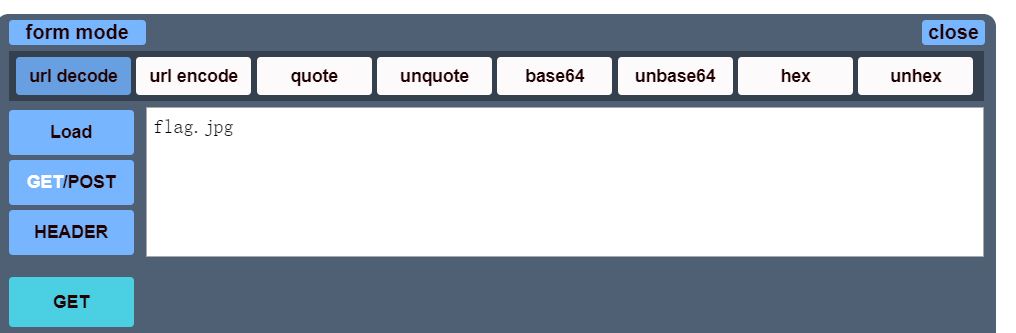 form mode close
url decode url encode quote unquote base64 unbase64 hex unhex
Load
flag.jpg
GET/POST
HEADER
GET